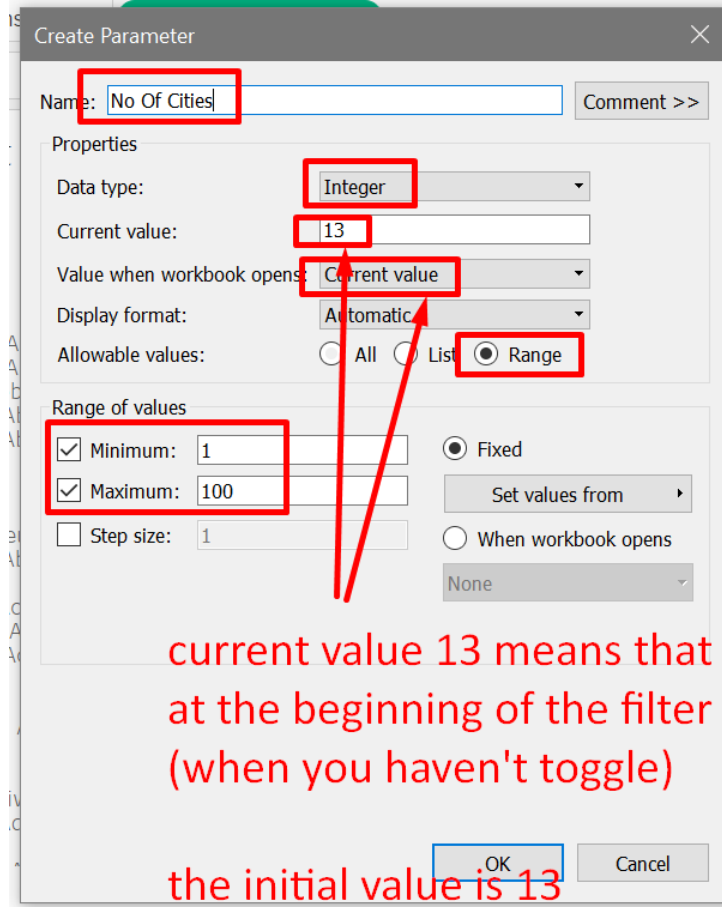 Create Parameter
Name: No Of Cities
Comment >>
Properties
Data type: Integer
Current value: 13
Value when workbook opens: Current value
Display format: Automatic
Allowable values: All List Range
Range of values
Minimum: 1
Fixed
Maximum: 100
Set values from
Step size: 1
When workbook opens
None
current value 13 means that
at the beginning of the filter
(when you haven't toggle)
OK
Cancel
the initial value is 13